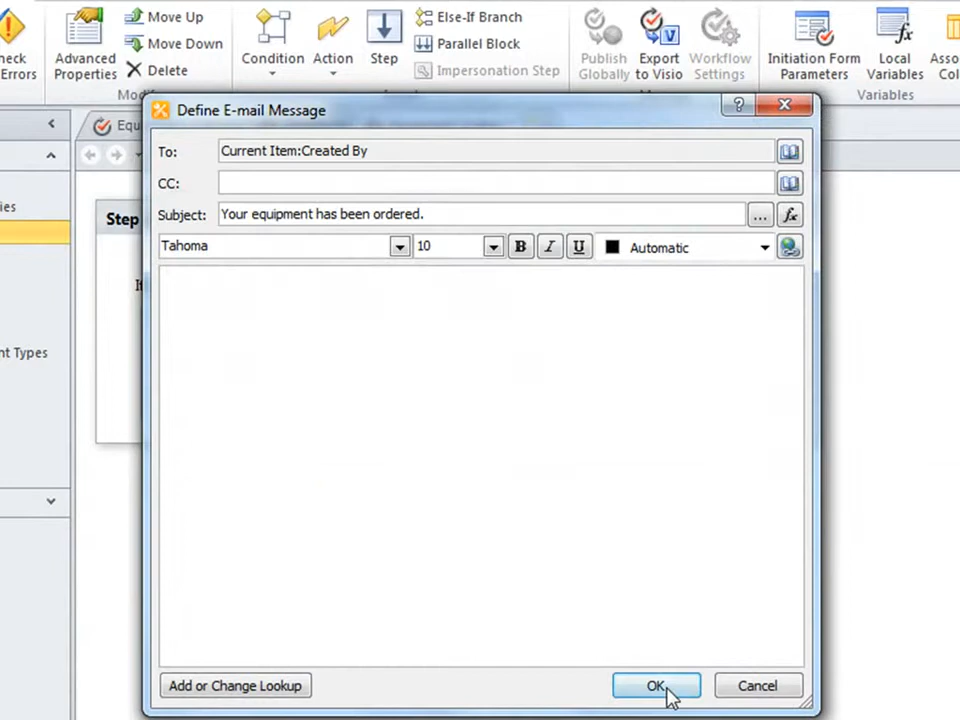 Move Up
Else-If Branch
Move Down
Parallel Block
Delete
Impersonation Step
Errors
Advanced
Properties
Condition
Action
Step
Publish
Globally
Export
to Visio
Workflow
Settings
Initiation Form
Parameters
Local
Variables
Variables
Define E-mail Message
?
To:
Current Item:Created By
CC:
Subject:
Your equipment has been ordered.
...
fx
Tahoma
10
B
I
U
Automatic
Step
nt Types
Add or Change Lookup
OK
Cancel